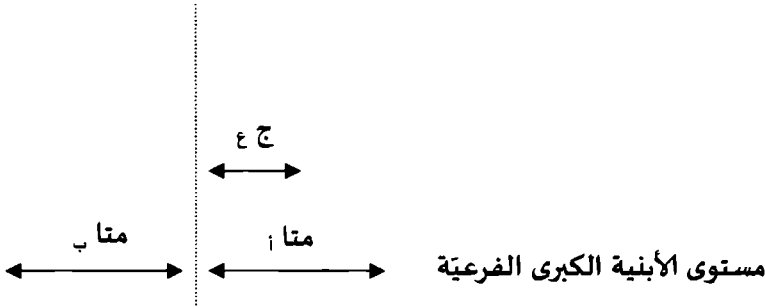 ج ع
متا أ
متا ب
مستوى الأبنية الكبرى الفرعيّة